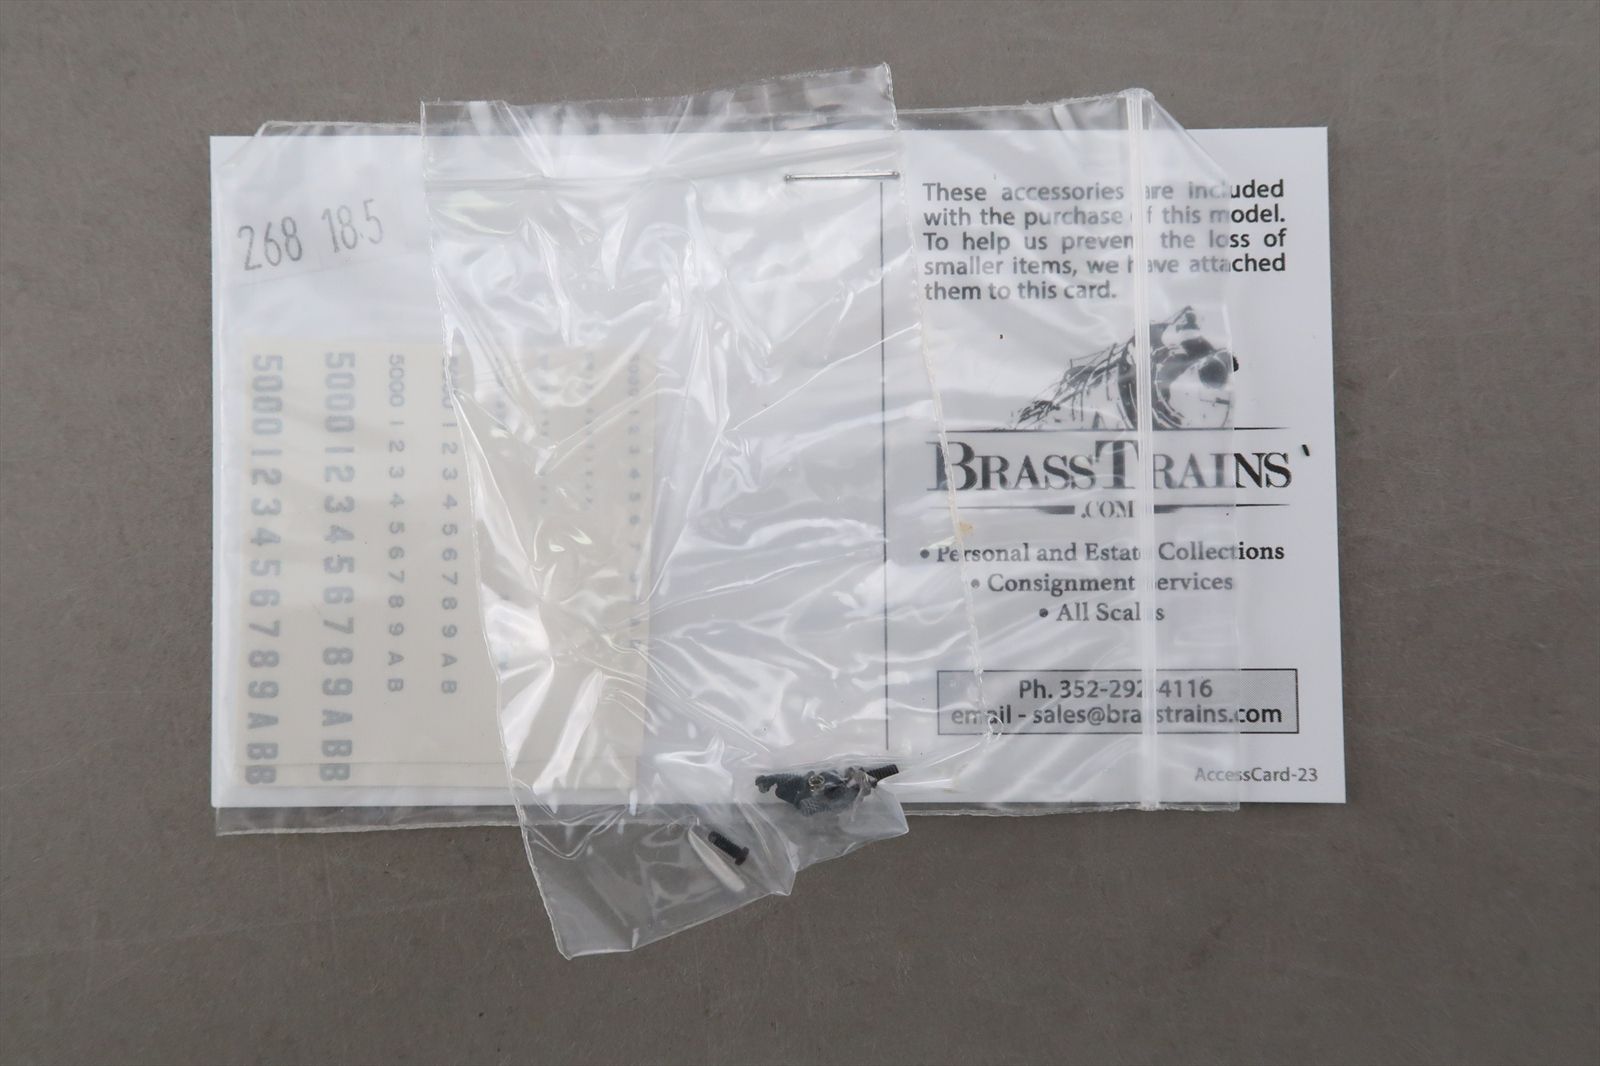 268 18.5
5000 1 2 3 4 5 6 7 8 9 A B B
5000 1 2 3 4 5 6 7 8 9 A B B
5000 1 2 3 4 5 6 7 8 9 A B
1 2 3 4 5 6 7 8 9 A B
These accessories are included
with the purchase of this model.
To help us prevent the loss of
smaller items, we have attached
them to this card.
BRASSTRAINS
.COM
• Personal and Estate Collections
• Consignment Services
• All Scales
Ph. 352-292-4116
email - sales@brasstrains.com
AccessCard-23